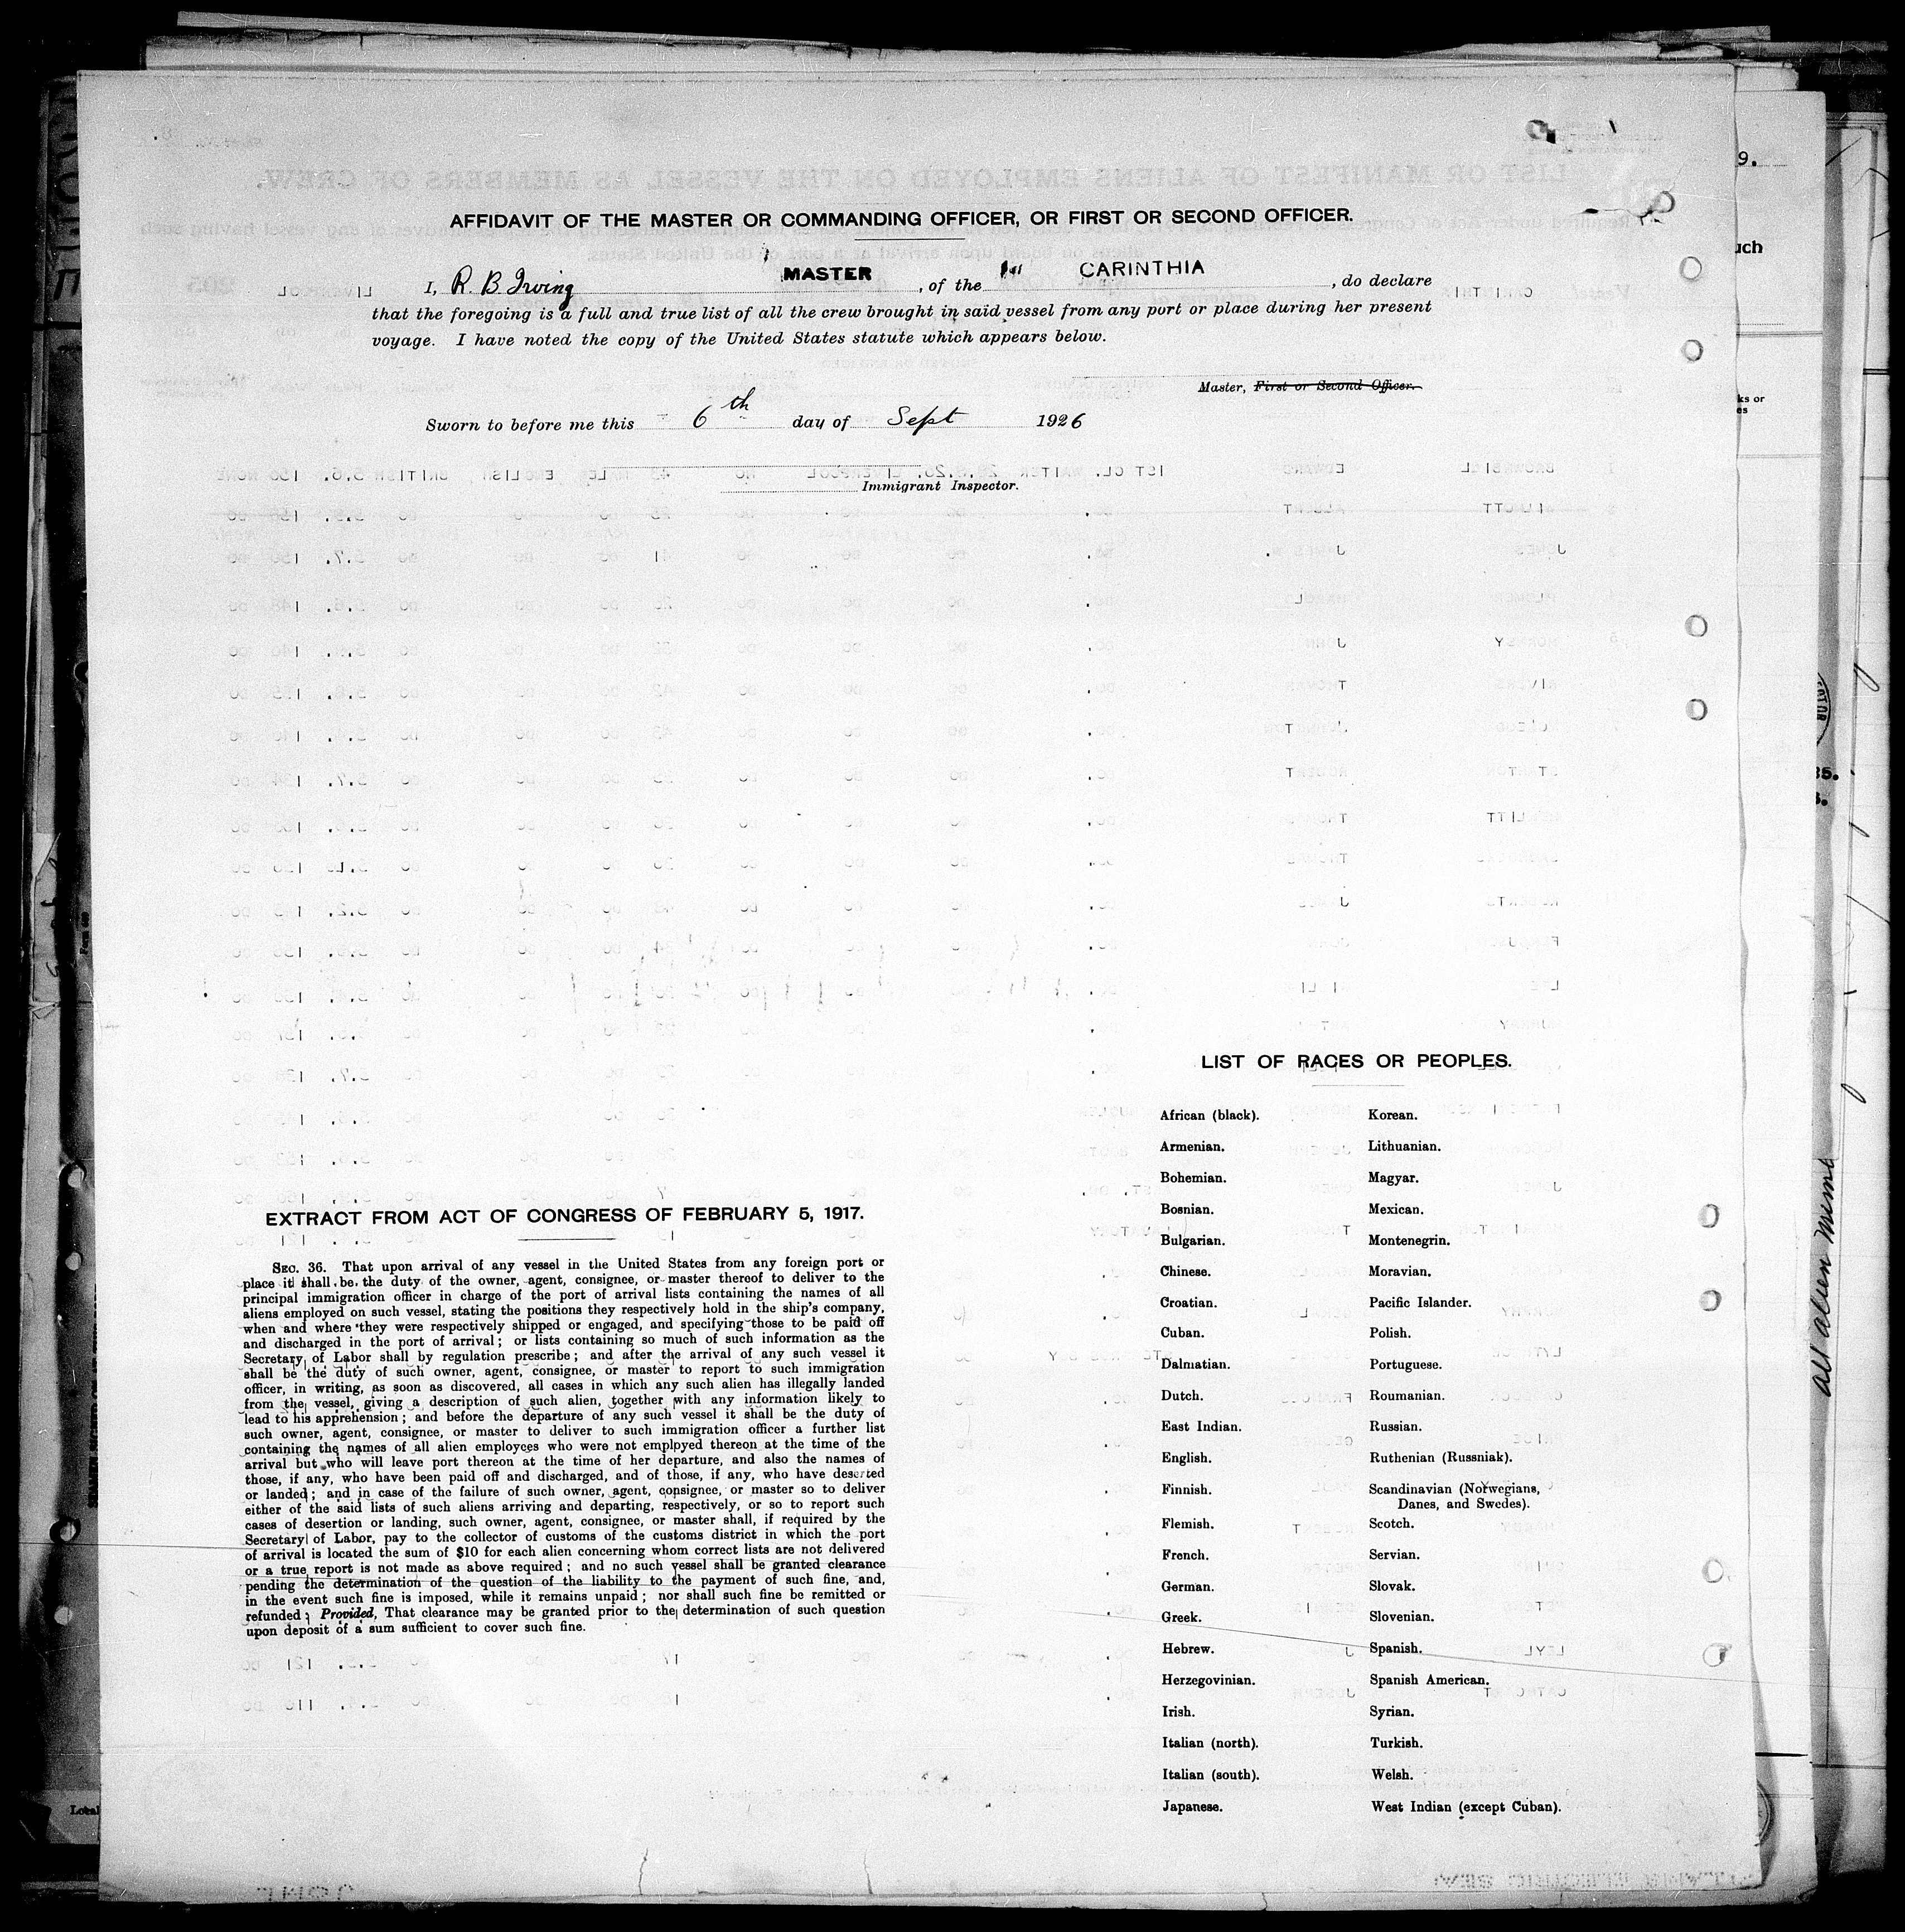 AFFIDAVIT OF THE MASTER OR COMMANDING OFFICER, OR FIRST OR SECOND OFFICER.
I, R. B. Irving MASTER , of the CARINTHIA , do declare
that the foregoing is a full and true list of all the crew brought in said vessel from any port or place during her present
voyage. I have noted the copy of the United States statute which appears below.
Master, First or Second Officer.
Sworn to before me this 6th day of Sept 1926
Immigrant Inspector.
EXTRACT FROM ACT OF CONGRESS OF FEBRUARY 5, 1917.
SEC. 36. That upon arrival of any vessel in the United States from any foreign port or
place it shall be the duty of the owner, agent, consignee, or master thereof to deliver to the
principal immigration officer in charge of the port of arrival lists containing the names of all
aliens employed on such vessel, stating the positions they respectively hold in the ship's company,
when and where they were respectively shipped or engaged, and specifying those to be paid off
and discharged in the port of arrival; or lists containing so much of such information as the
Secretary of Labor shall by regulation prescribe; and after the arrival of any such vessel it
shall be the duty of such owner, agent, consignee, or master to report to such immigration
officer, in writing, as soon as discovered, all cases in which any such alien has illegally landed
from the vessel, giving a description of such alien, together with any information likely to
lead to his apprehension; and before the departure of any such vessel it shall be the duty of
such owner, agent, consignee, or master to deliver to such immigration officer a further list
containing the names of all alien employees who were not emplpyed thereon at the time of the
arrival but who will leave port thereon at the time of her departure, and also the names of
those, if any, who have been paid off and discharged, and of those, if any, who have deserted
or landed; and in case of the failure of such owner, agent, consignee, or master so to deliver
either of the said lists of such aliens arriving and departing, respectively, or so to report such
cases of desertion or landing, such owner, agent, consignee, or master shall, if required by the
Secretary of Labor, pay to the collector of customs of the customs district in which the port
of arrival is located the sum of $10 for each alien concerning whom correct lists are not delivered
or a true report is not made as above required; and no such vessel shall be granted clearance
pending the determination of the question of the liability to the payment of such fine, and,
in the event such fine is imposed, while it remains unpaid; nor shall such fine be remitted or
refunded; Provided, That clearance may be granted prior to the determination of such question
upon deposit of a sum sufficient to cover such fine.
LIST OF RACES OR PEOPLES.
African (black).
Armenian.
Bohemian.
Bosnian.
Bulgarian.
Chinese.
Croatian.
Cuban.
Dalmatian.
Dutch.
East Indian.
English.
Finnish.
Flemish.
French.
German.
Greek.
Hebrew.
Herzegovinian.
Irish.
Italian (north).
Italian (south).
Japanese.
Korean.
Lithuanian.
Magyar.
Mexican.
Montenegrin.
Moravian.
Pacific Islander.
Polish.
Portuguese.
Roumanian.
Russian.
Ruthenian (Russniak).
Scandinavian (Norwegians,
Danes, and Swedes).
Scotch.
Servian.
Slovak.
Slovenian.
Spanish.
Spanish American.
Syrian.
Turkish.
Welsh.
West Indian (except Cuban).